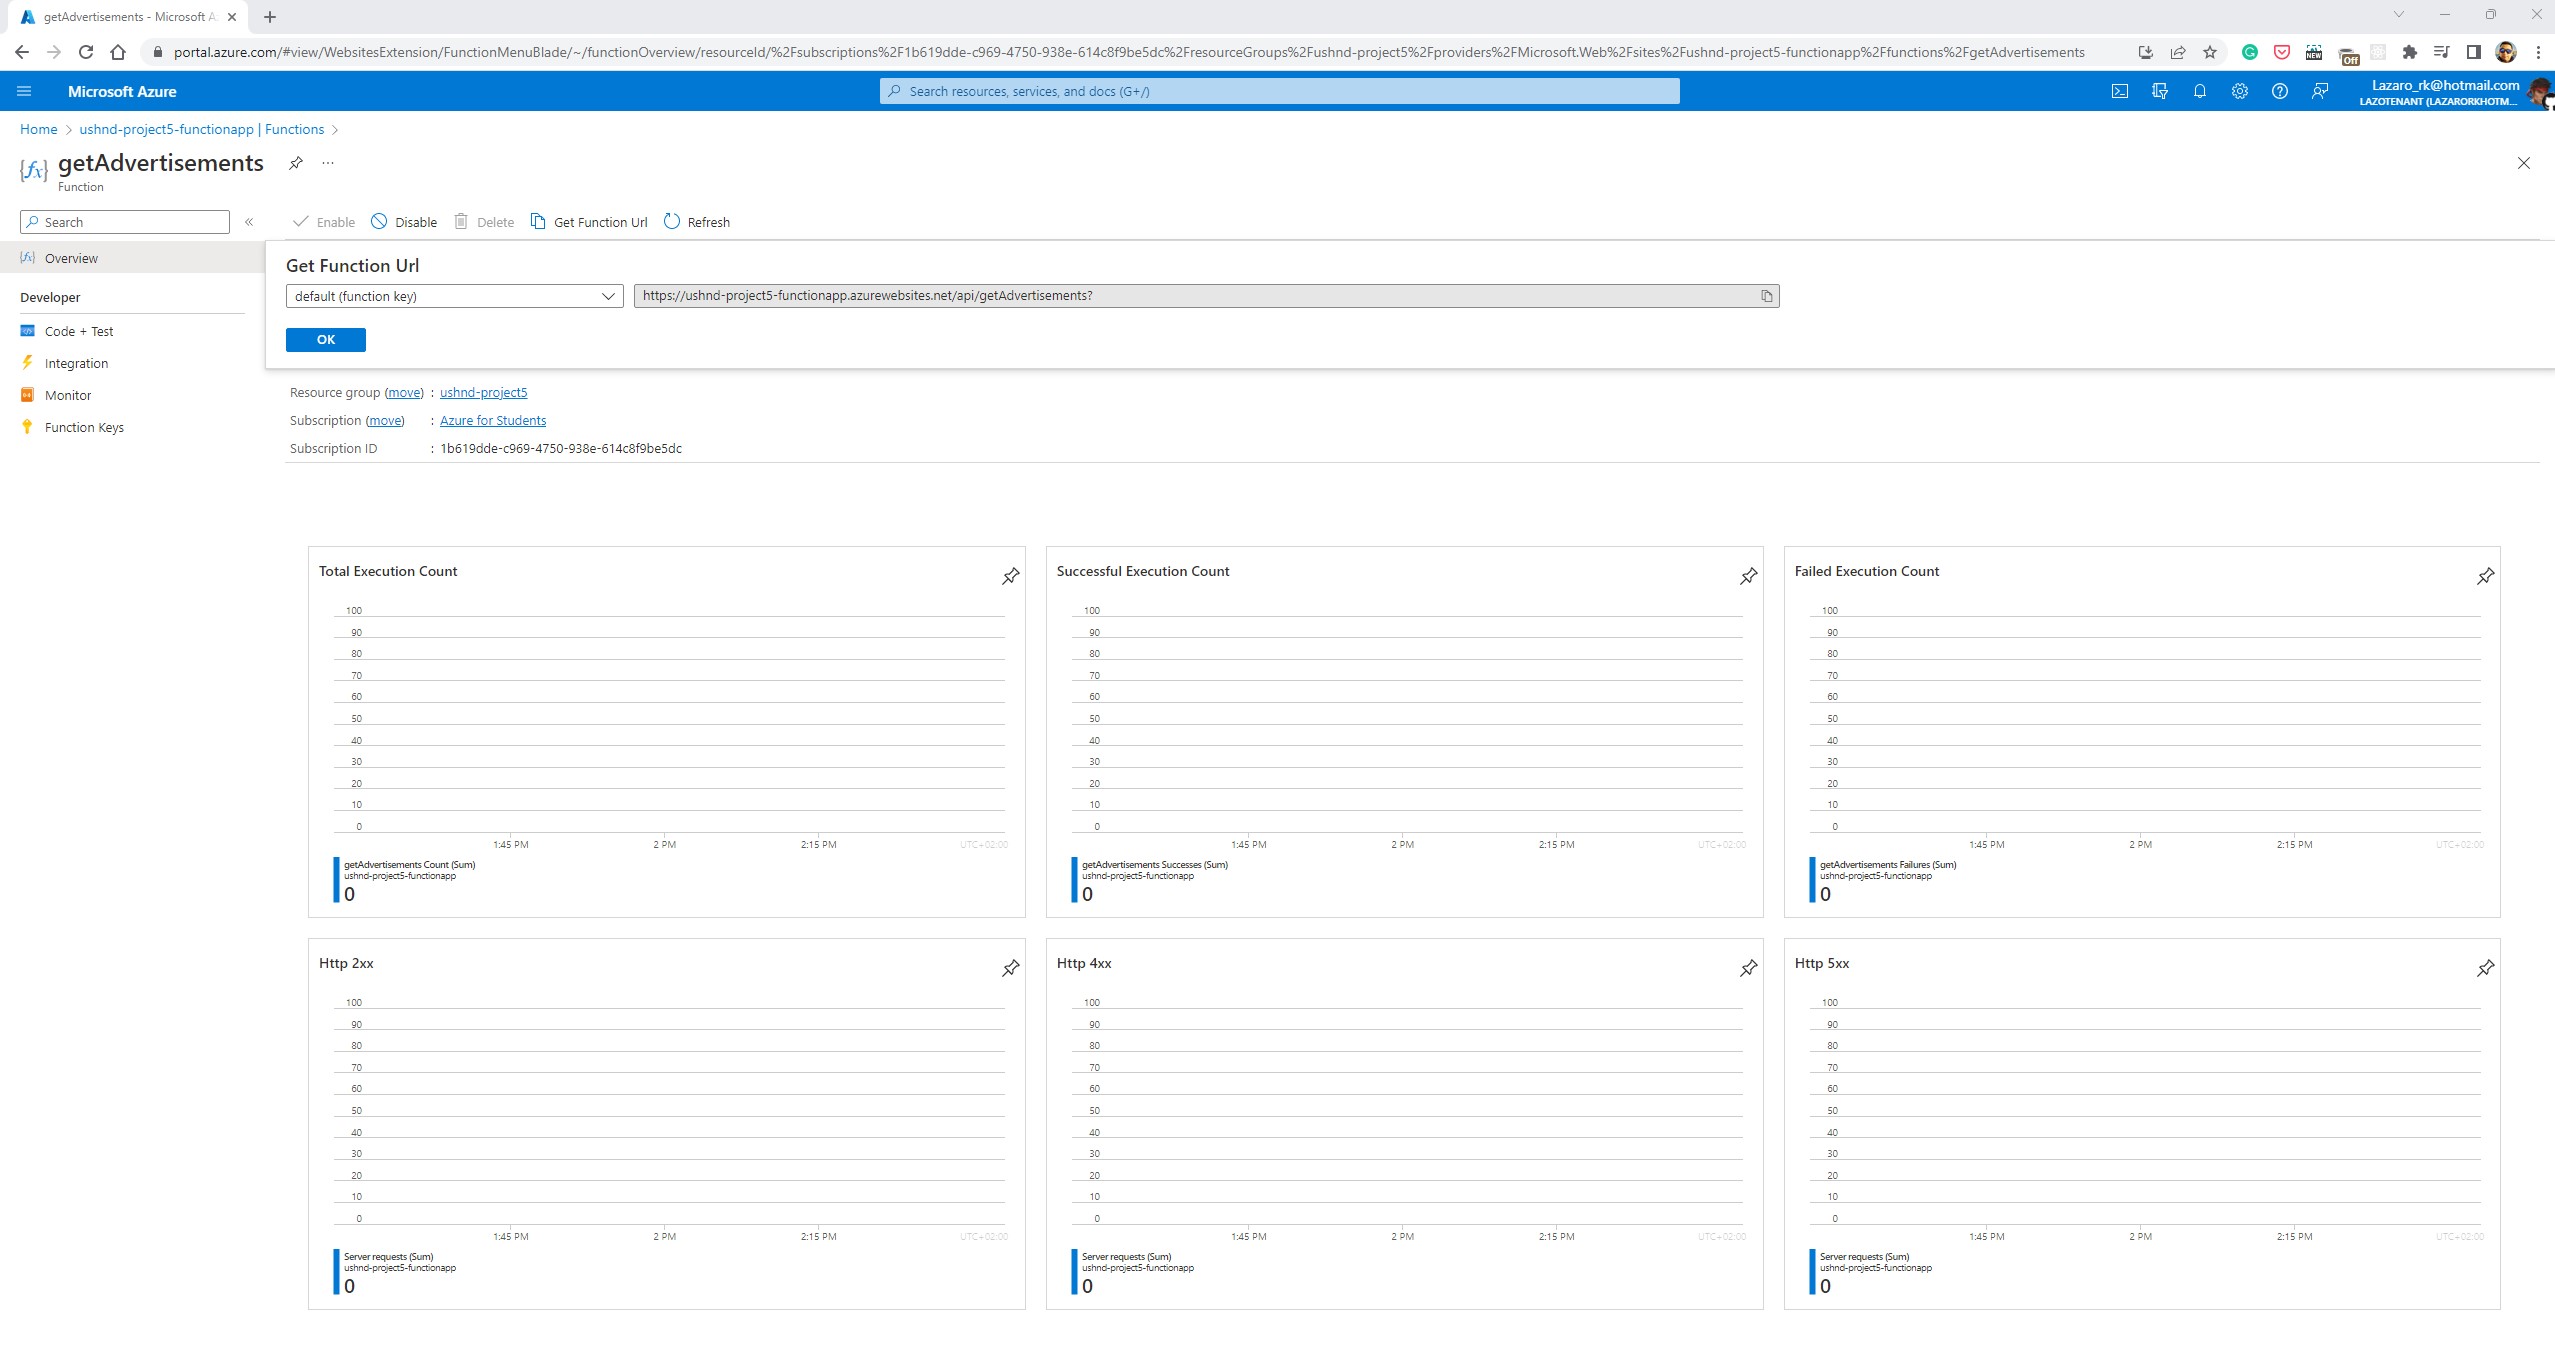 getAdvertisements - Microsoft A
portal.azure.com/#view/WebsitesExtension/FunctionMenuBlade/~/functionOverview/resourceId/%2Fsubscriptions%2F1b619dde-c969-4750-938e-614c8f9be5dc%2FresourceGroups%2Fushnd-project5%2Fproviders%2FMicrosoft.Web%2Fsites%2Fushnd-project5-functionapp%2Ffunctions%2FgetAdvertisements
NEW
Off
Microsoft Azure
Search resources, services, and docs (G+/)
Lazaro_rk@hotmail.com
LAZOTENANT (LAZARORKHOTM...
Home > ushnd-project5-functionapp | Functions >
getAdvertisements
...
Function
Search
«
Enable Disable Delete Get Function Url Refresh
Overview
Developer
Code + Test
Integration
Monitor
Function Keys
Get Function Url
default (function key)
https://ushnd-project5-functionapp.azurewebsites.net/api/getAdvertisements?
OK
Resource group (move) : ushnd-project5
Subscription (move) : Azure for Students
Subscription ID : 1b619dde-c969-4750-938e-614c8f9be5dc
Total Execution Count
100
90
80
70
60
50
40
30
20
10
0
1:45 PM 2 PM 2:15 PM UTC+02:00
getAdvertisements Count (Sum)
ushnd-project5-functionapp
0
Successful Execution Count
100
90
80
70
60
50
40
30
20
10
0
1:45 PM 2 PM 2:15 PM UTC+02:00
getAdvertisements Successes (Sum)
ushnd-project5-functionapp
0
Failed Execution Count
100
90
80
70
60
50
40
30
20
10
0
1:45 PM 2 PM 2:15 PM UTC+02:00
getAdvertisements Failures (Sum)
ushnd-project5-functionapp
0
Http 2xx
100
90
80
70
60
50
40
30
20
10
0
1:45 PM 2 PM 2:15 PM UTC+02:00
Server requests (Sum)
ushnd-project5-functionapp
0
Http 4xx
100
90
80
70
60
50
40
30
20
10
0
1:45 PM 2 PM 2:15 PM UTC+02:00
Server requests (Sum)
ushnd-project5-functionapp
0
Http 5xx
100
90
80
70
60
50
40
30
20
10
0
1:45 PM 2 PM 2:15 PM UTC+02:00
Server requests (Sum)
ushnd-project5-functionapp
0